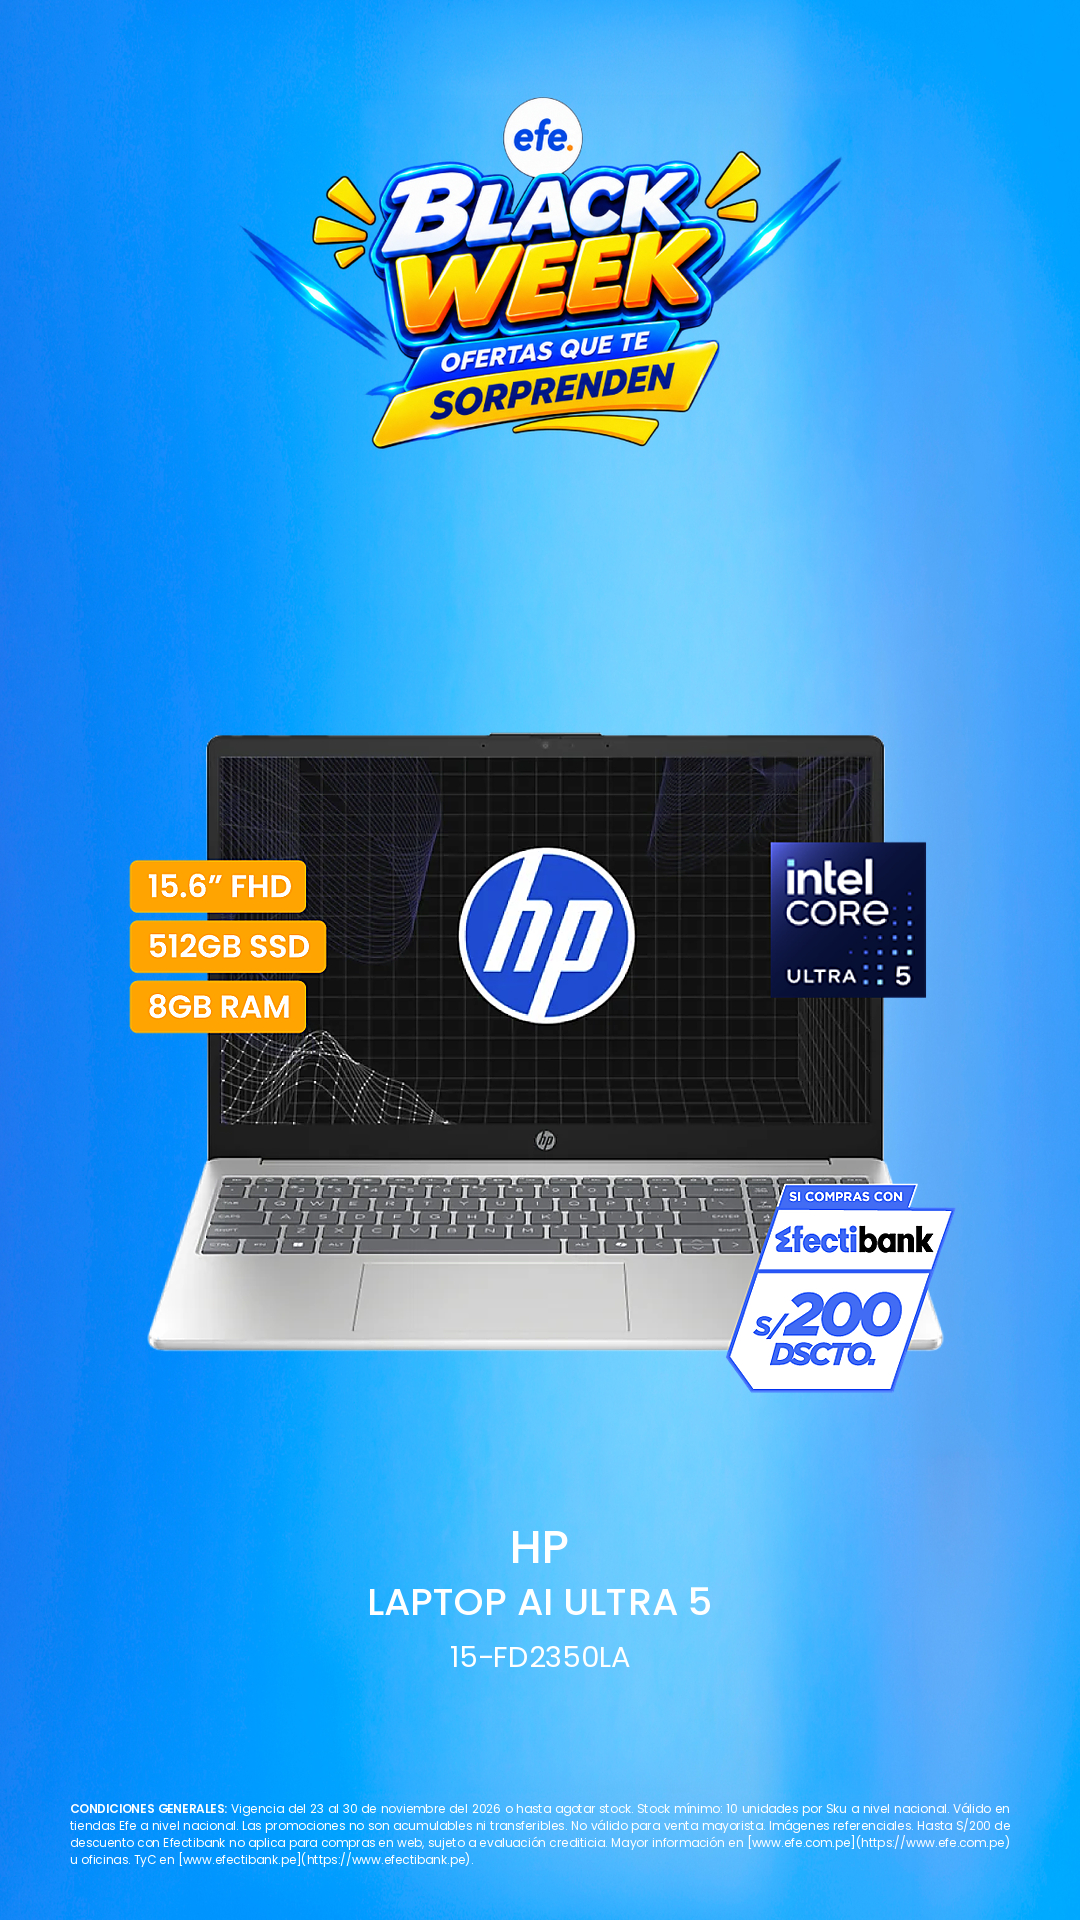 efe.
BLACK
WEEK
OFERTAS QUE TE
SORPRENDEN
15.6” FHD
512GB SSD
8GB RAM
hp
intel
CORE
ULTRA 5
hp
SI COMPRAS CON
Efectibank
S/200
DSCTO.
HP
LAPTOP AI ULTRA 5
15-FD2350LA
CONDICIONES GENERALES: Vigencia del 23 al 30 de noviembre del 2026 o hasta agotar stock. Stock mínimo: 10 unidades por Sku a nivel nacional. Válido en
tiendas Efe a nivel nacional. Las promociones no son acumulables ni transferibles. No válido para venta mayorista. Imágenes referenciales. Hasta S/200 de
descuento con Efectibank no aplica para compras en web, sujeto a evaluación crediticia. Mayor información en [www.efe.com.pe](https://www.efe.com.pe)
u oficinas. TyC en [www.efectibank.pe](https://www.efectibank.pe).